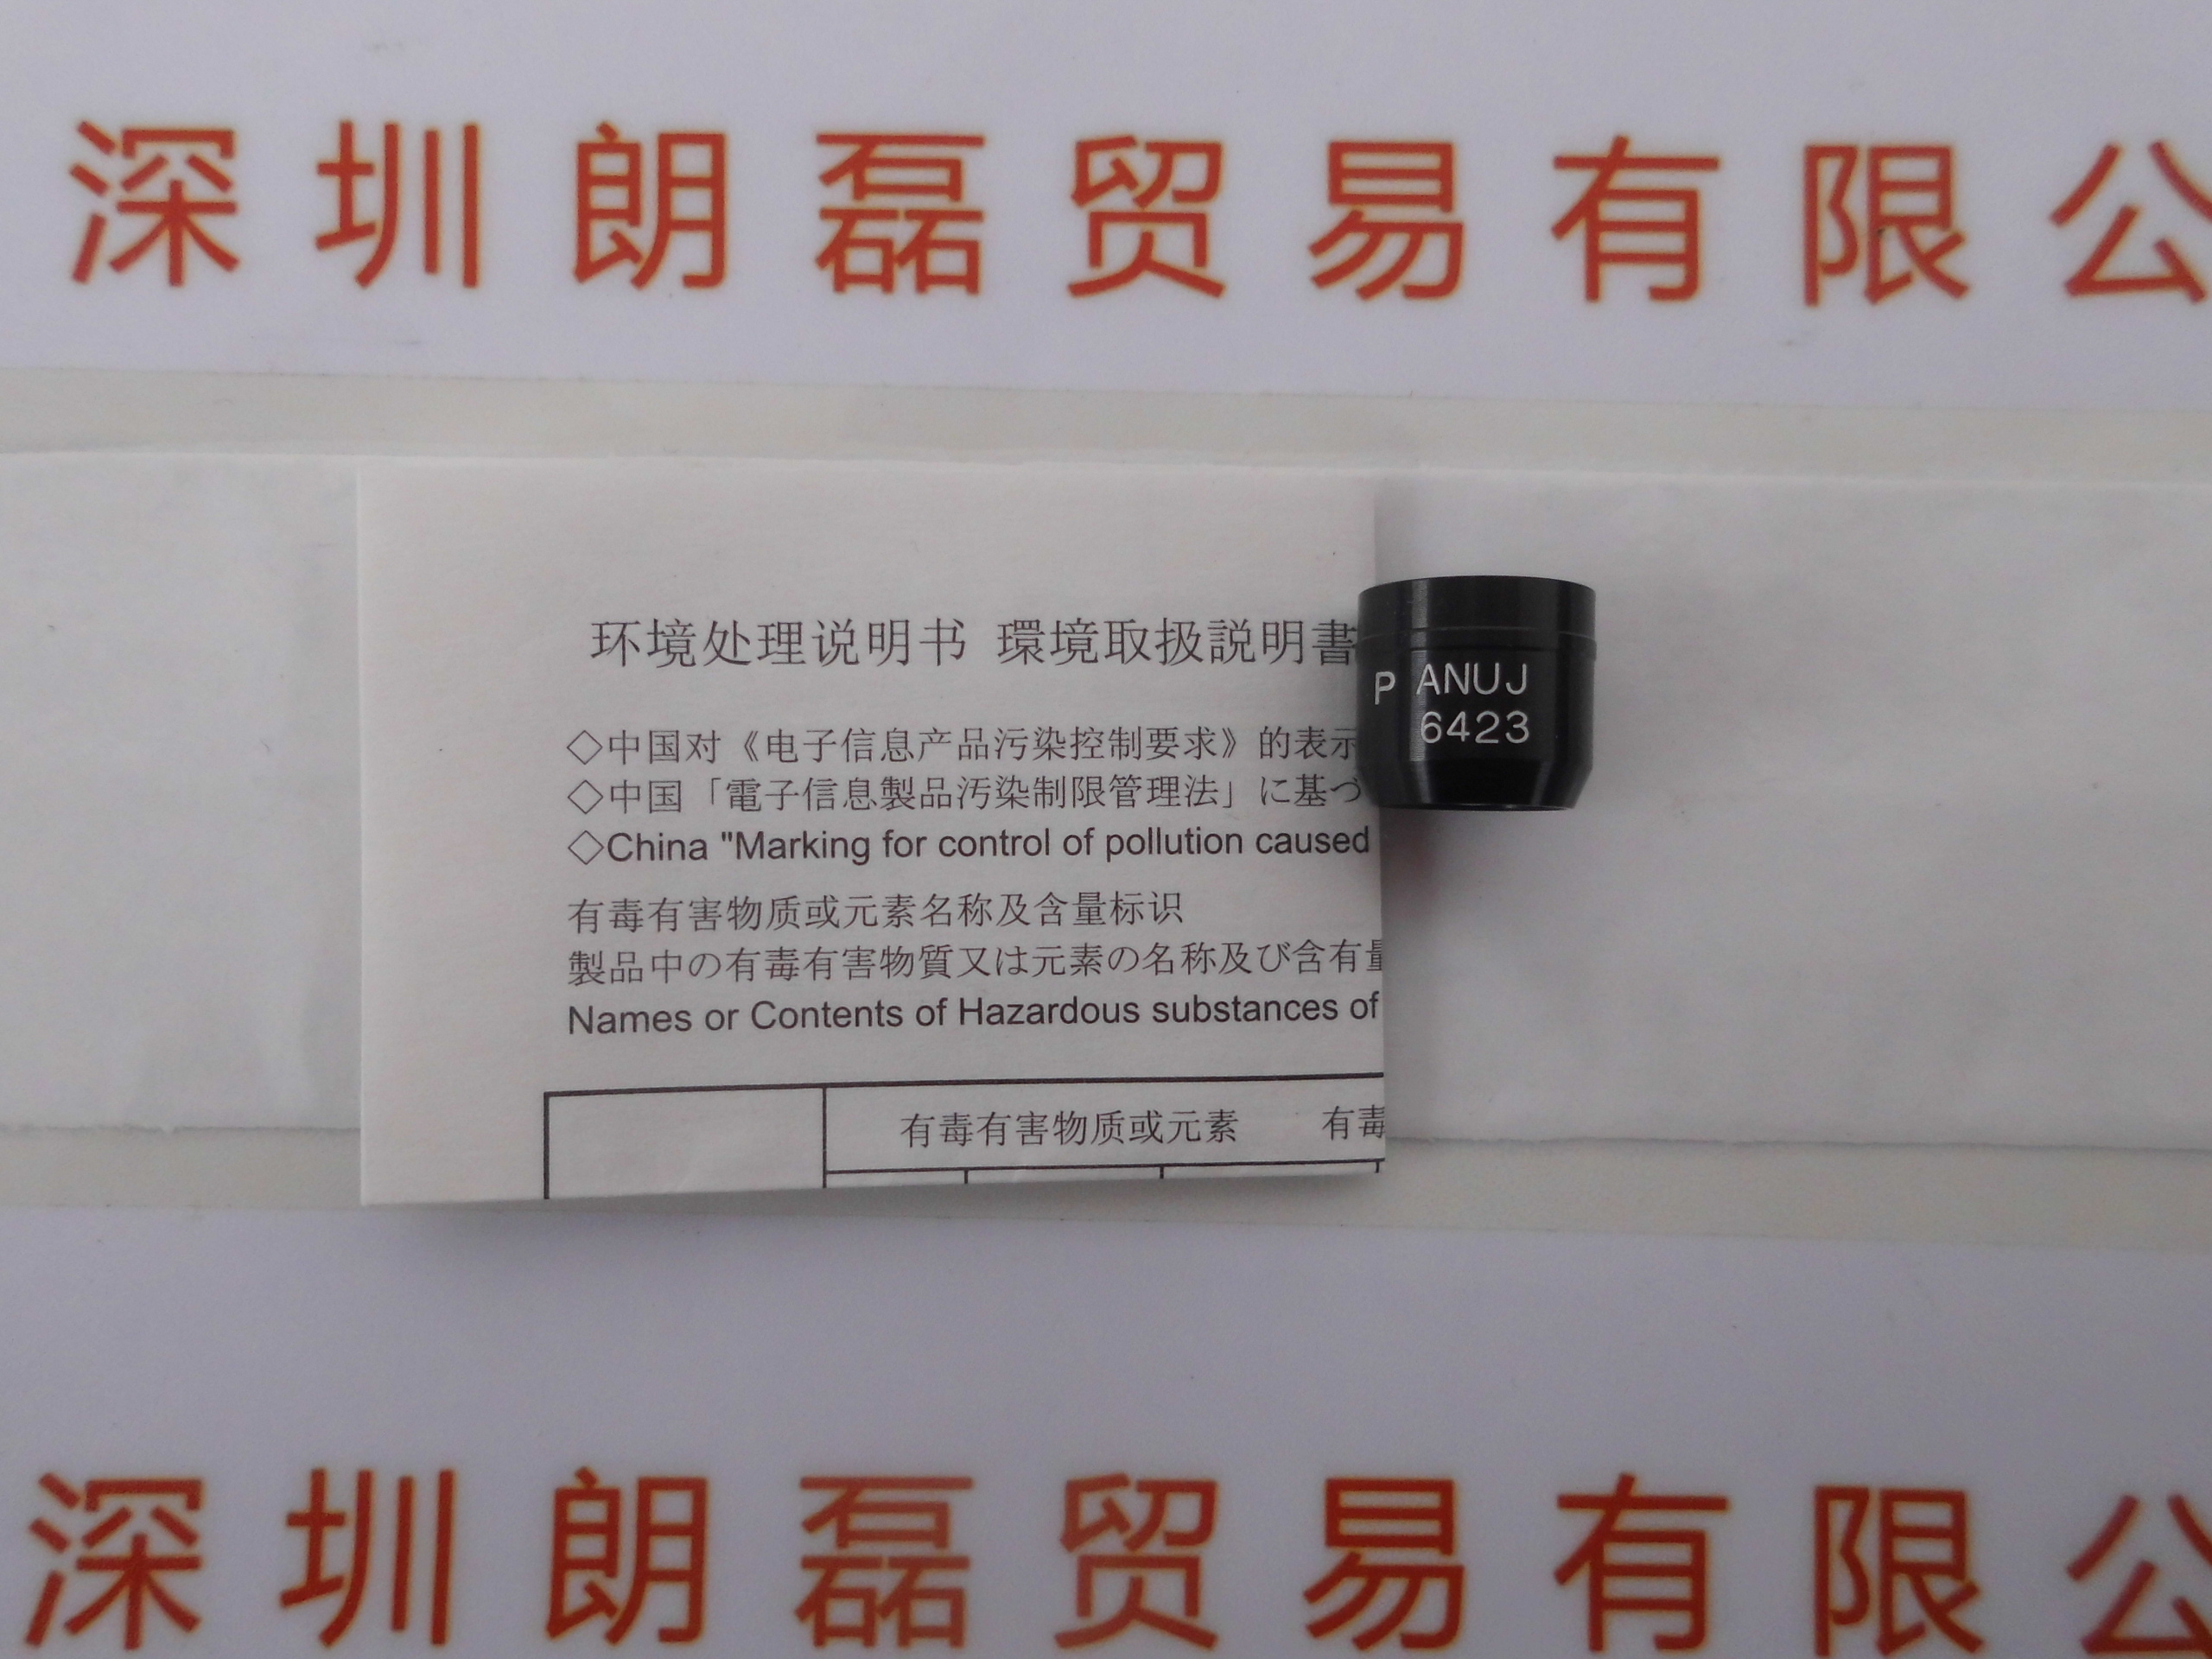 深圳朗磊贸易有限公
环境处理说明书 環境取扱説明書
◇中国对《电子信息产品污染控制要求》的表示
◇中国「電子信息製品汚染制限管理法」に基づ
◇China "Marking for control of pollution caused
有毒有害物质或元素名称及含量标识
製品中の有毒有害物質又は元素の名称及び含有量
Names or Contents of Hazardous substances of
有毒有害物质或元素 有毒
P ANUJ
6423
深圳朗磊贸易有限公